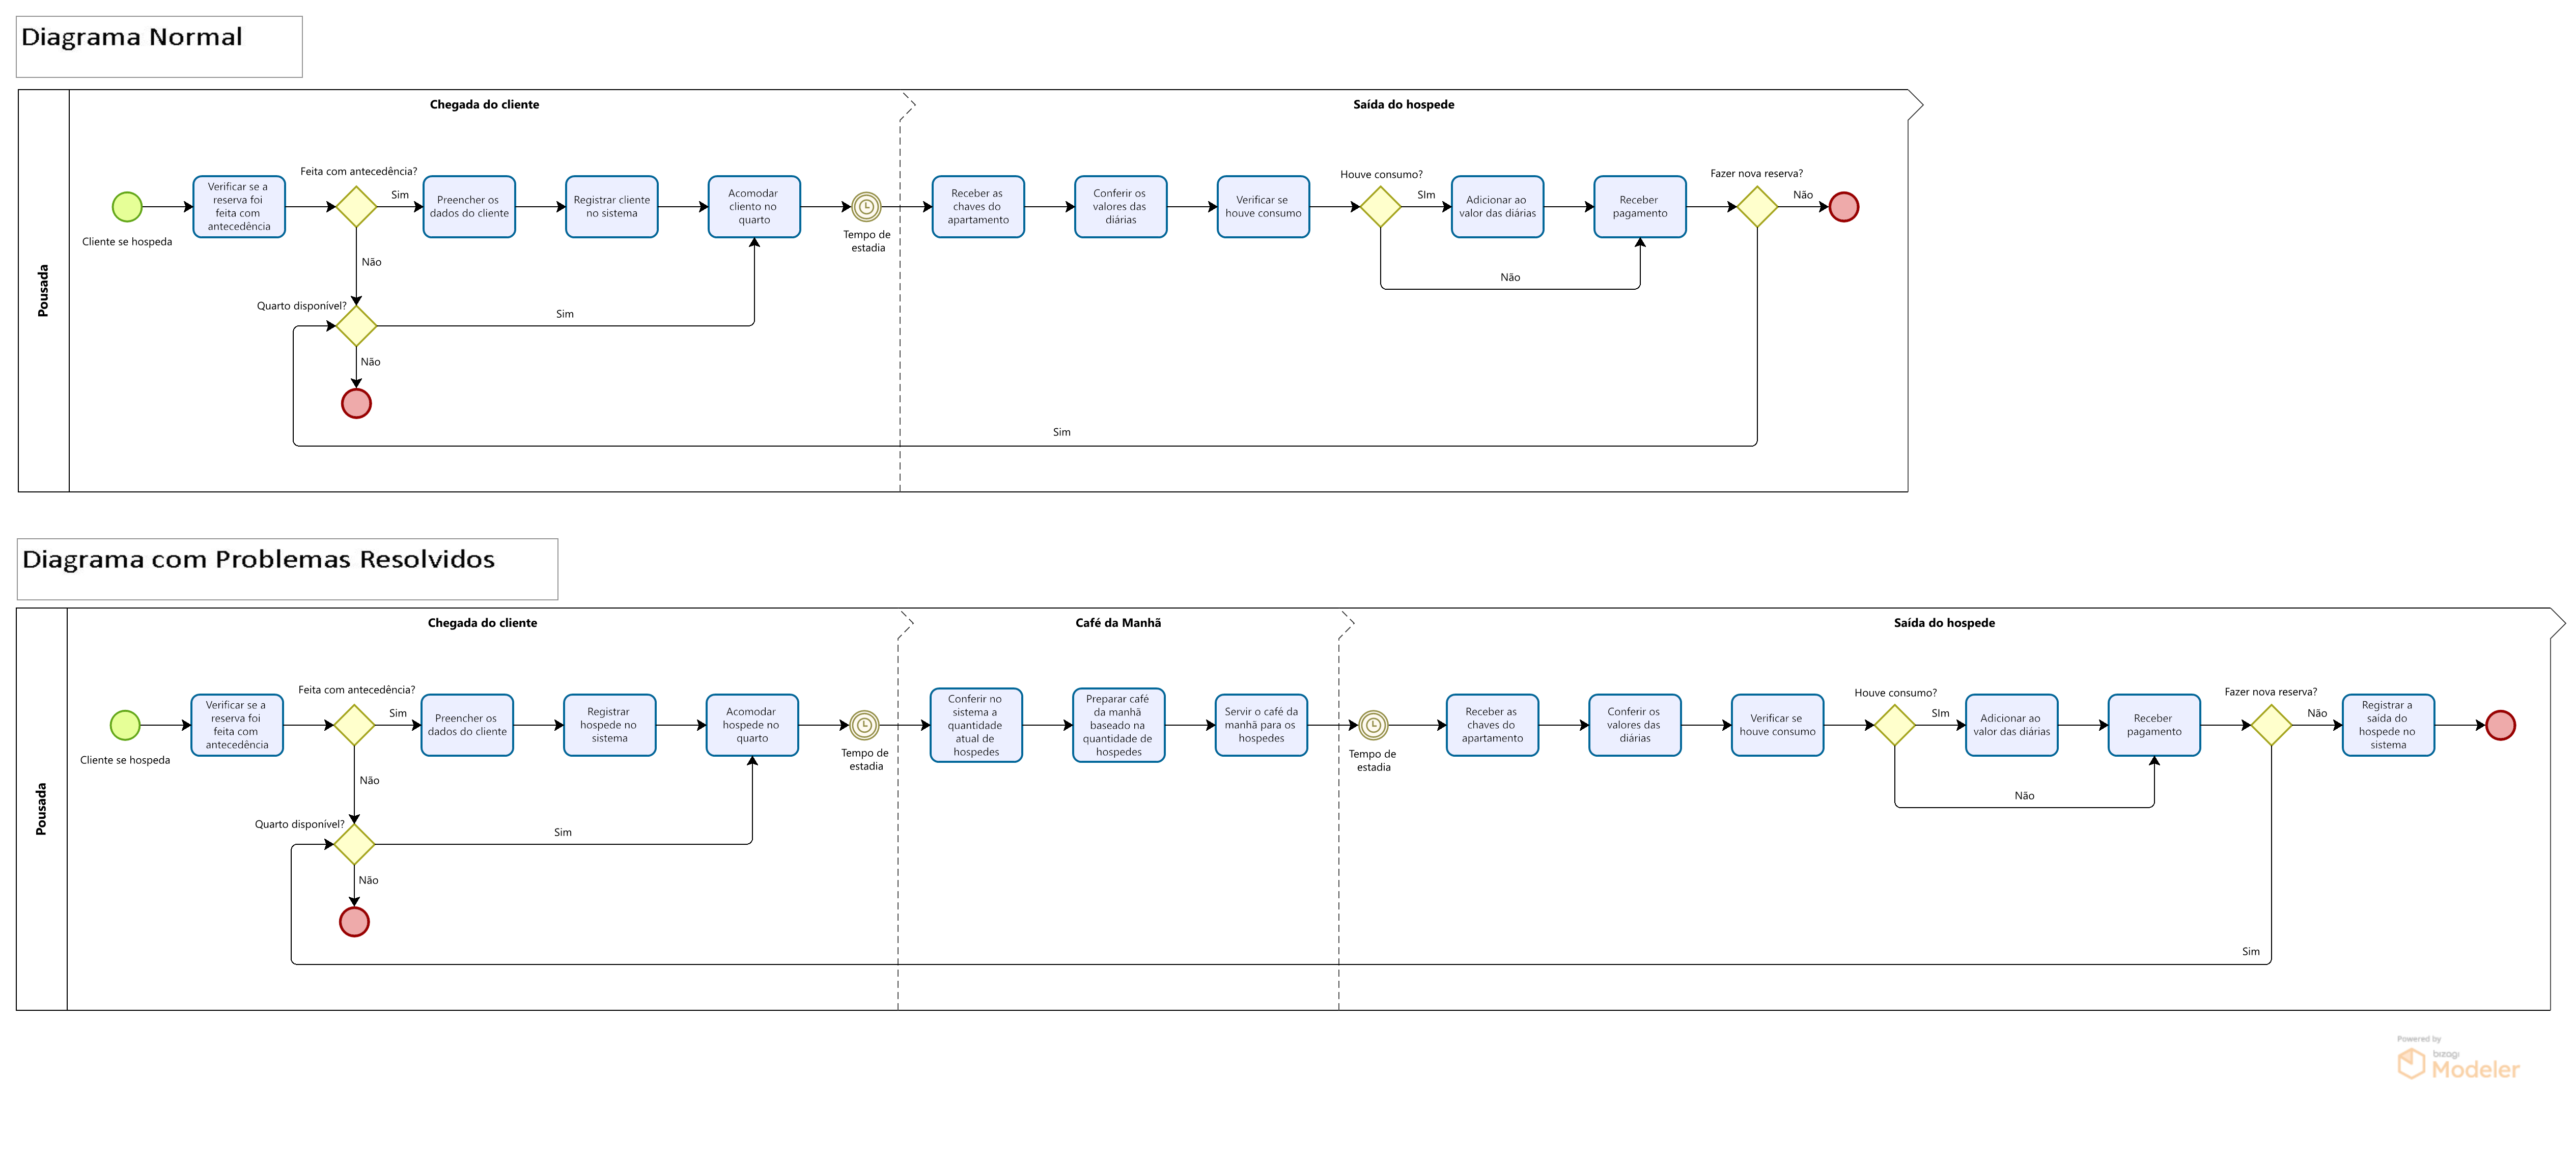 Diagrama Normal
Pousada
Chegada do cliente
Saída do hospede
Cliente se hospeda
Verificar se a
reserva foi
feita com
antecedência
Feita com antecedência?
Sim
Não
Preencher os
dados do cliente
Registrar cliente
no sistema
Acomodar
cliento no
quarto
Tempo de
estadia
Quarto disponível?
Sim
Não
Receber as
chaves do
apartamento
Conferir os
valores das
diárias
Verificar se
houve consumo
Houve consumo?
SIm
Não
Adicionar ao
valor das diárias
Receber
pagamento
Fazer nova reserva?
Não
Sim
Diagrama com Problemas Resolvidos
Pousada
Chegada do cliente
Café da Manhã
Saída do hospede
Cliente se hospeda
Verificar se a
reserva foi
feita com
antecedência
Feita com antecedência?
Sim
Não
Preencher os
dados do cliente
Registrar
hospede no
sistema
Acomodar
hospede no
quarto
Tempo de
estadia
Quarto disponível?
Sim
Não
Conferir no
sistema a
quantidade
atual de
hospedes
Preparar café
da manhã
baseado na
quantidade de
hospedes
Servir o café da
manhã para os
hospedes
Tempo de
estadia
Receber as
chaves do
apartamento
Conferir os
valores das
diárias
Verificar se
houve consumo
Houve consumo?
SIm
Não
Adicionar ao
valor das diárias
Receber
pagamento
Fazer nova reserva?
Não
Sim
Registrar a
saída do
hospede no
sistema
Powered by
bizagi
Modeler